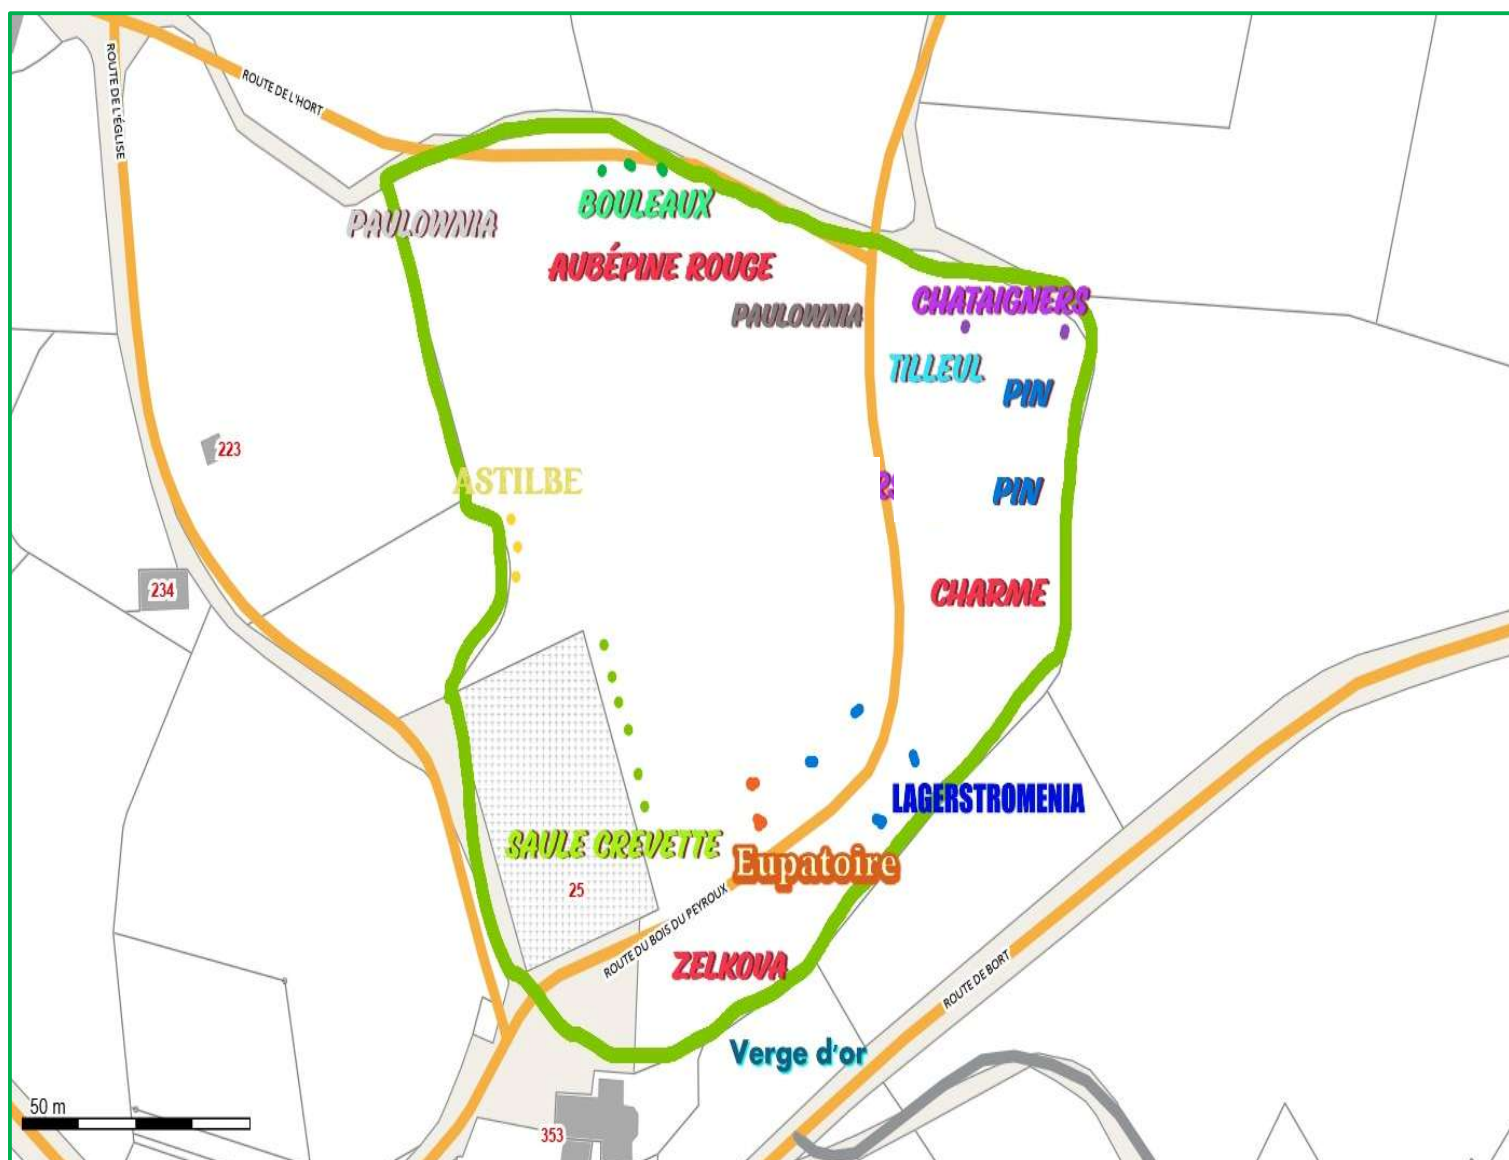 ROUTE DE L'ÉGLISE
ROUTE DE L'HORT
BOULEAUX
PAULOWNIA
AUBÉPINE ROUGE
CHATAIGNERS
PAULOWNIA
TILLEUL
PIN
223
ASTILBE
PIN
234
CHARME
LAGERSTROMENIA
SAULE CREVETTE
Eupatoire
25
ROUTE DU BOIS DU PEYROUX
ZELKOVA
ROUTE DE BORT
Verge d'or
50 m
353